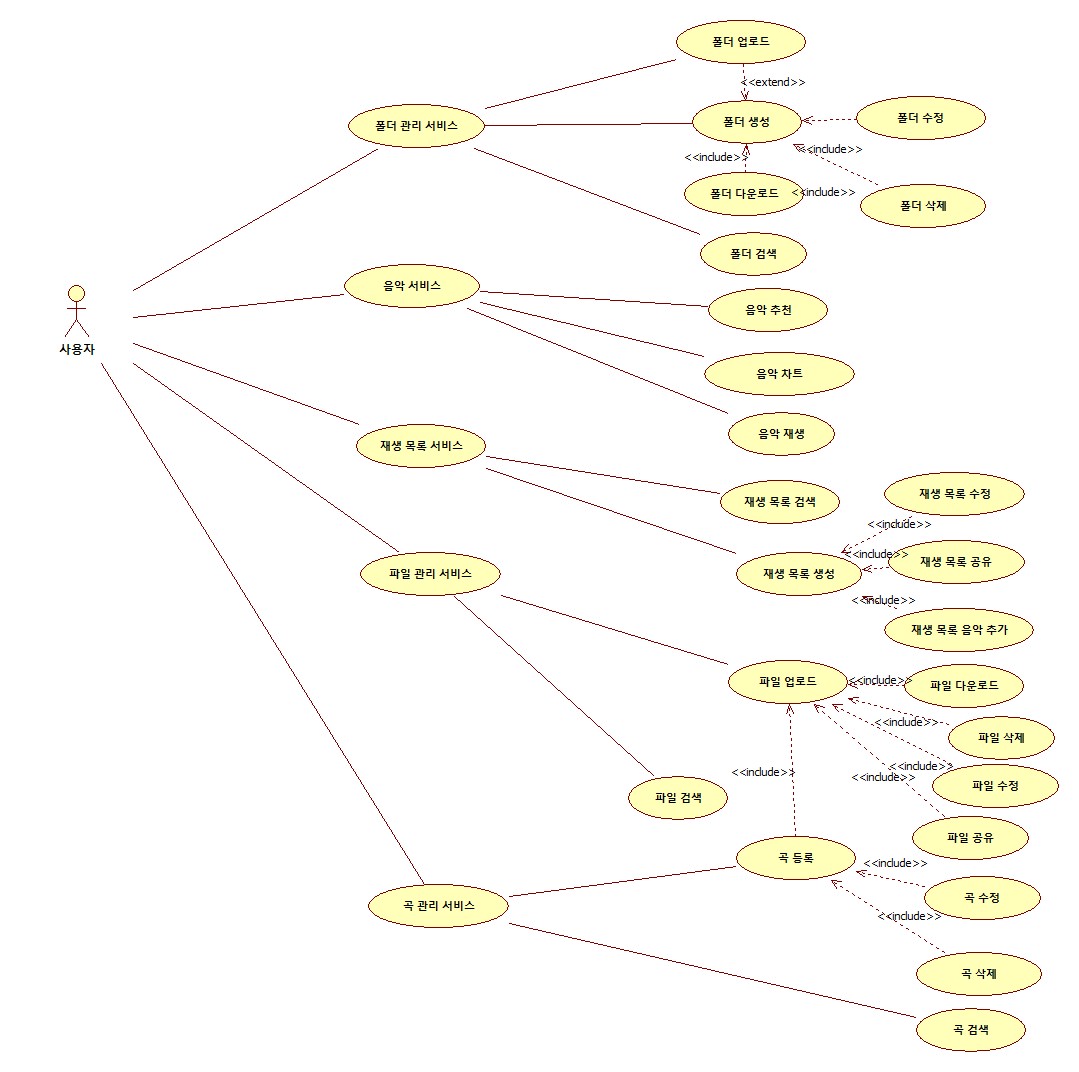 폴더 업로드
<<extend>>
폴더 관리 서비스
폴더 생성
폴더 수정
<<include>>
<<include>>
폴더 다운로드
<<include>>
폴더 삭제
폴더 검색
음악 서비스
음악 추천
사용자
음악 차트
음악 재생
재생 목록 서비스
재생 목록 검색
재생 목록 수정
<<include>>
<<include>>
재생 목록 공유
파일 관리 서비스
재생 목록 생성
<<include>>
재생 목록 음악 추가
파일 업로드
<<include>>
파일 다운로드
<<include>>
파일 삭제
<<include>>
<<include>>
<<include>>
파일 수정
파일 검색
파일 공유
곡 등록
<<include>>
곡 수정
곡 관리 서비스
<<include>>
곡 삭제
곡 검색